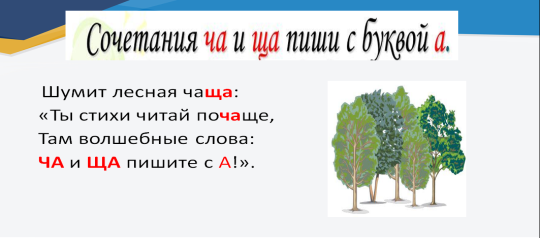 Сочетания ча и ща пиши с буквой а.
Шумит лесная чаща:
«Ты стихи читай почаще,
Там волшебные слова:
ЧА и ЩА пишите с А!».